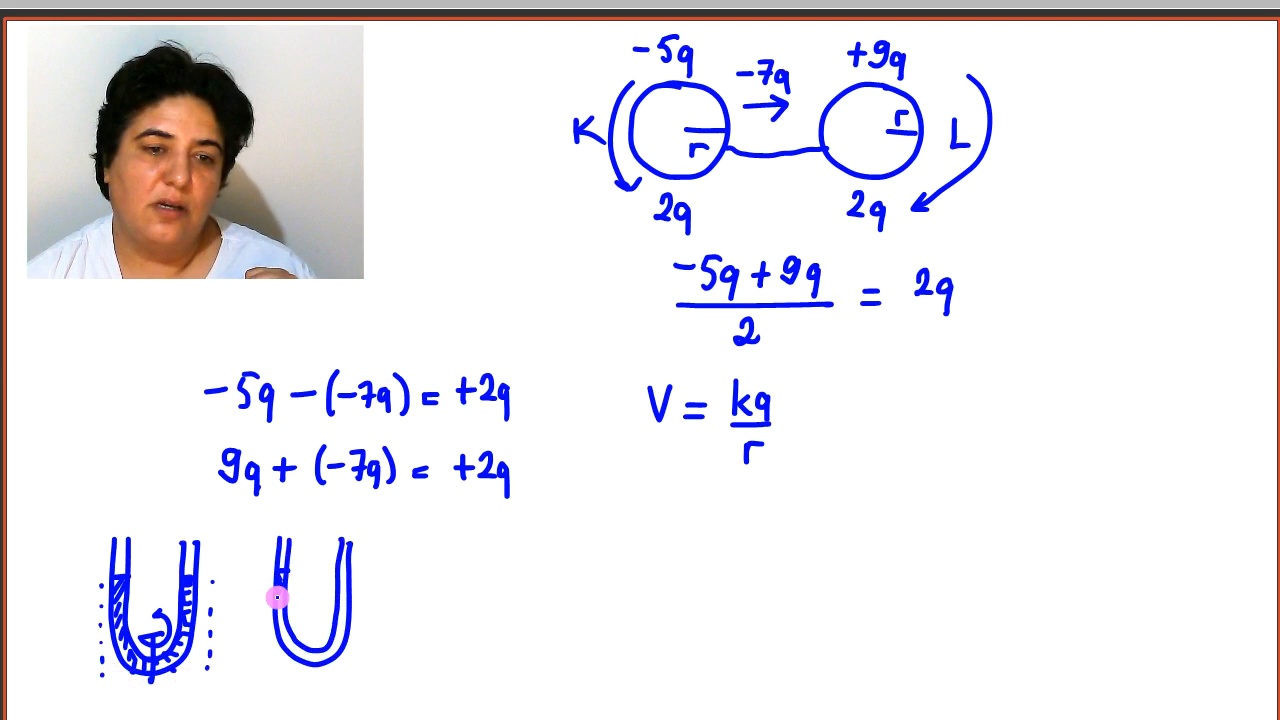 -5q
+9q
-7q
K
r
r
L
2q
2q
-5q + 9q
2
= 2q
-5q - (-7q) = +2q
9q + (-7q) = +2q
V = kq
r